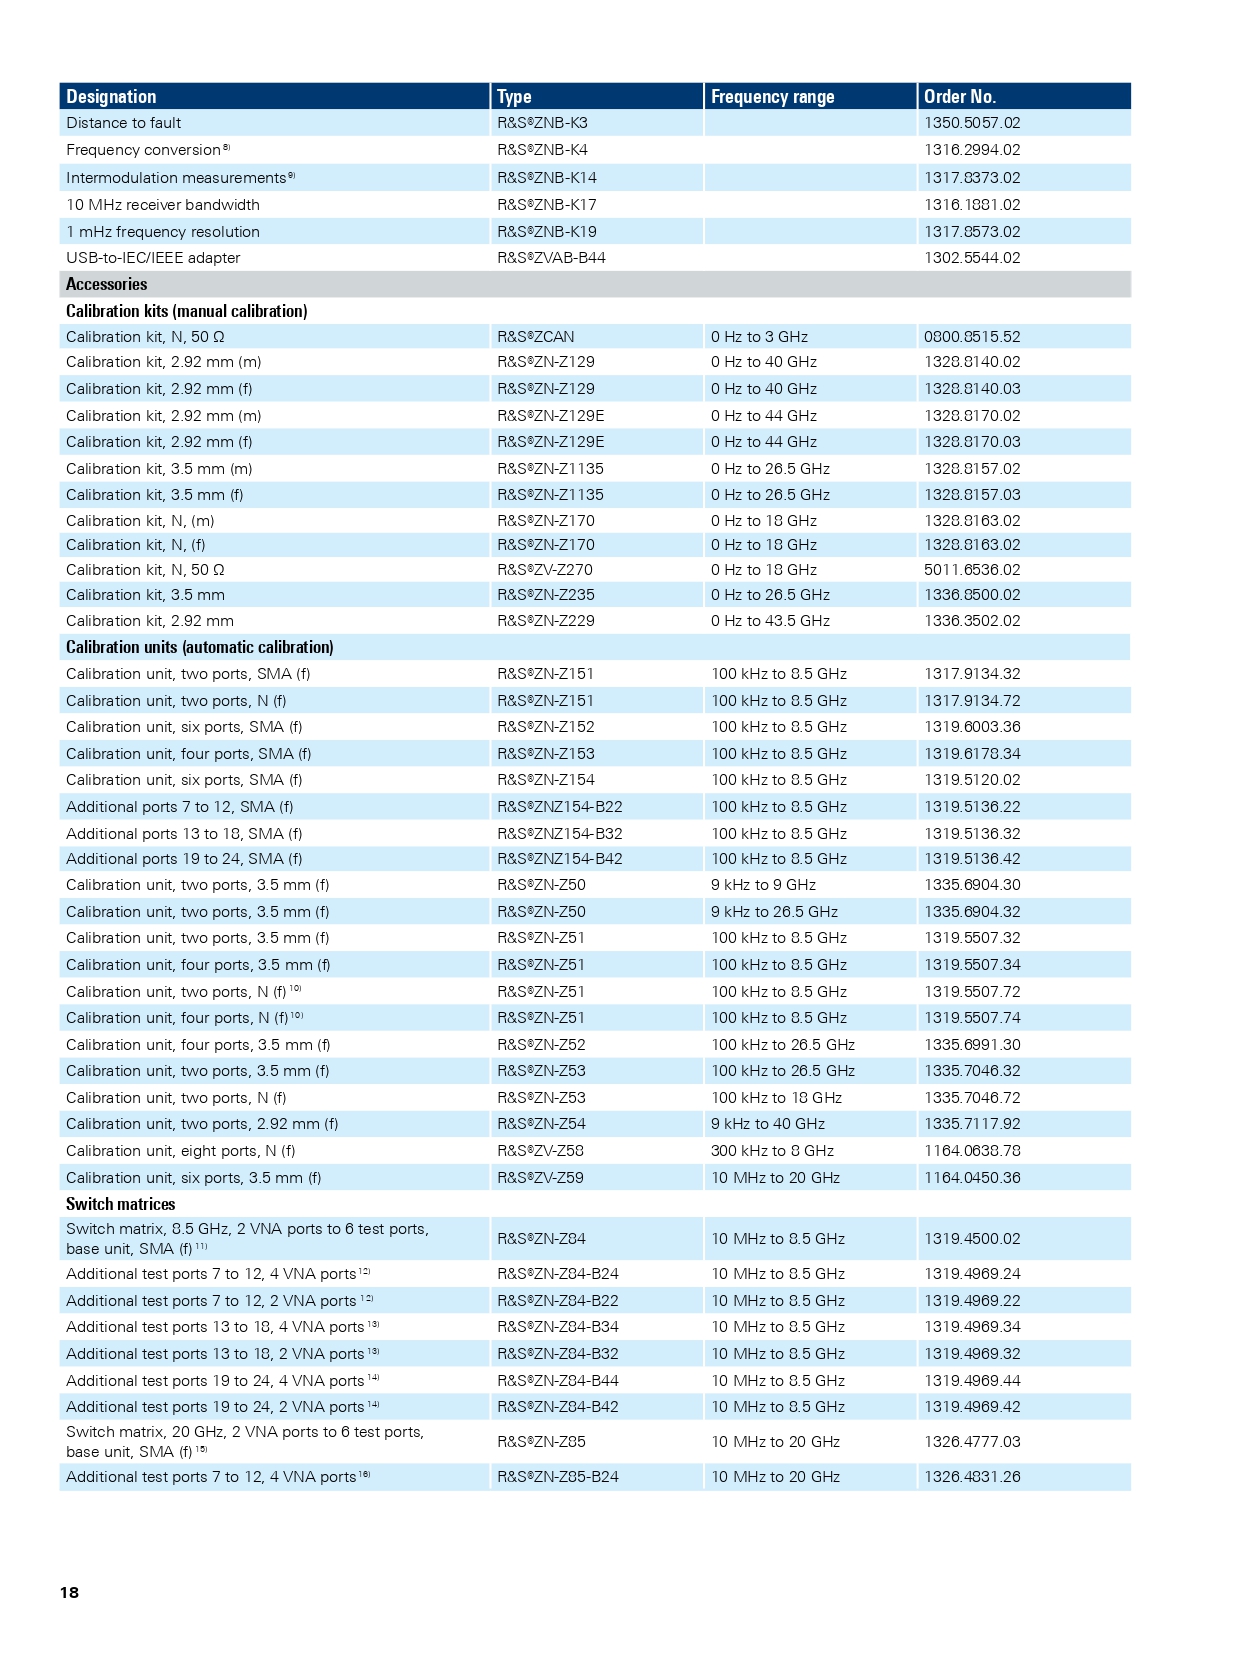 Designation Type Frequency range Order No.
Distance to fault R&S®ZNB-K3 1350.5057.02
Frequency conversion 8) R&S®ZNB-K4 1316.2994.02
Intermodulation measurements 9) R&S®ZNB-K14 1317.8373.02
10 MHz receiver bandwidth R&S®ZNB-K17 1316.1881.02
1 mHz frequency resolution R&S®ZNB-K19 1317.8573.02
USB-to-IEC/IEEE adapter R&S®ZVAB-B44 1302.5544.02
Accessories
Calibration kits (manual calibration)
Calibration kit, N, 50 Ω R&S®ZCAN 0 Hz to 3 GHz 0800.8515.52
Calibration kit, 2.92 mm (m) R&S®ZN-Z129 0 Hz to 40 GHz 1328.8140.02
Calibration kit, 2.92 mm (f) R&S®ZN-Z129 0 Hz to 40 GHz 1328.8140.03
Calibration kit, 2.92 mm (m) R&S®ZN-Z129E 0 Hz to 44 GHz 1328.8170.02
Calibration kit, 2.92 mm (f) R&S®ZN-Z129E 0 Hz to 44 GHz 1328.8170.03
Calibration kit, 3.5 mm (m) R&S®ZN-Z1135 0 Hz to 26.5 GHz 1328.8157.02
Calibration kit, 3.5 mm (f) R&S®ZN-Z1135 0 Hz to 26.5 GHz 1328.8157.03
Calibration kit, N, (m) R&S®ZN-Z170 0 Hz to 18 GHz 1328.8163.02
Calibration kit, N, (f) R&S®ZN-Z170 0 Hz to 18 GHz 1328.8163.02
Calibration kit, N, 50 Ω R&S®ZV-Z270 0 Hz to 18 GHz 5011.6536.02
Calibration kit, 3.5 mm R&S®ZN-Z235 0 Hz to 26.5 GHz 1336.8500.02
Calibration kit, 2.92 mm R&S®ZN-Z229 0 Hz to 43.5 GHz 1336.3502.02
Calibration units (automatic calibration)
Calibration unit, two ports, SMA (f) R&S®ZN-Z151 100 kHz to 8.5 GHz 1317.9134.32
Calibration unit, two ports, N (f) R&S®ZN-Z151 100 kHz to 8.5 GHz 1317.9134.72
Calibration unit, six ports, SMA (f) R&S®ZN-Z152 100 kHz to 8.5 GHz 1319.6003.36
Calibration unit, four ports, SMA (f) R&S®ZN-Z153 100 kHz to 8.5 GHz 1319.6178.34
Calibration unit, six ports, SMA (f) R&S®ZN-Z154 100 kHz to 8.5 GHz 1319.5120.02
Additional ports 7 to 12, SMA (f) R&S®ZNZ154-B22 100 kHz to 8.5 GHz 1319.5136.22
Additional ports 13 to 18, SMA (f) R&S®ZNZ154-B32 100 kHz to 8.5 GHz 1319.5136.32
Additional ports 19 to 24, SMA (f) R&S®ZNZ154-B42 100 kHz to 8.5 GHz 1319.5136.42
Calibration unit, two ports, 3.5 mm (f) R&S®ZN-Z50 9 kHz to 9 GHz 1335.6904.30
Calibration unit, two ports, 3.5 mm (f) R&S®ZN-Z50 9 kHz to 26.5 GHz 1335.6904.32
Calibration unit, two ports, 3.5 mm (f) R&S®ZN-Z51 100 kHz to 8.5 GHz 1319.5507.32
Calibration unit, four ports, 3.5 mm (f) R&S®ZN-Z51 100 kHz to 8.5 GHz 1319.5507.34
Calibration unit, two ports, N (f) 10) R&S®ZN-Z51 100 kHz to 8.5 GHz 1319.5507.72
Calibration unit, four ports, N (f) 10) R&S®ZN-Z51 100 kHz to 8.5 GHz 1319.5507.74
Calibration unit, four ports, 3.5 mm (f) R&S®ZN-Z52 100 kHz to 26.5 GHz 1335.6991.30
Calibration unit, two ports, 3.5 mm (f) R&S®ZN-Z53 100 kHz to 26.5 GHz 1335.7046.32
Calibration unit, two ports, N (f) R&S®ZN-Z53 100 kHz to 18 GHz 1335.7046.72
Calibration unit, two ports, 2.92 mm (f) R&S®ZN-Z54 9 kHz to 40 GHz 1335.7117.92
Calibration unit, eight ports, N (f) R&S®ZV-Z58 300 kHz to 8 GHz 1164.0638.78
Calibration unit, six ports, 3.5 mm (f) R&S®ZV-Z59 10 MHz to 20 GHz 1164.0450.36
Switch matrices
Switch matrix, 8.5 GHz, 2 VNA ports to 6 test ports,
base unit, SMA (f) 11) R&S®ZN-Z84 10 MHz to 8.5 GHz 1319.4500.02
Additional test ports 7 to 12, 4 VNA ports 12) R&S®ZN-Z84-B24 10 MHz to 8.5 GHz 1319.4969.24
Additional test ports 7 to 12, 2 VNA ports 12) R&S®ZN-Z84-B22 10 MHz to 8.5 GHz 1319.4969.22
Additional test ports 13 to 18, 4 VNA ports 13) R&S®ZN-Z84-B34 10 MHz to 8.5 GHz 1319.4969.34
Additional test ports 13 to 18, 2 VNA ports 13) R&S®ZN-Z84-B32 10 MHz to 8.5 GHz 1319.4969.32
Additional test ports 19 to 24, 4 VNA ports 14) R&S®ZN-Z84-B44 10 MHz to 8.5 GHz 1319.4969.44
Additional test ports 19 to 24, 2 VNA ports 14) R&S®ZN-Z84-B42 10 MHz to 8.5 GHz 1319.4969.42
Switch matrix, 20 GHz, 2 VNA ports to 6 test ports,
base unit, SMA (f) 15) R&S®ZN-Z85 10 MHz to 20 GHz 1326.4777.03
Additional test ports 7 to 12, 4 VNA ports 16) R&S®ZN-Z85-B24 10 MHz to 20 GHz 1326.4831.26
18